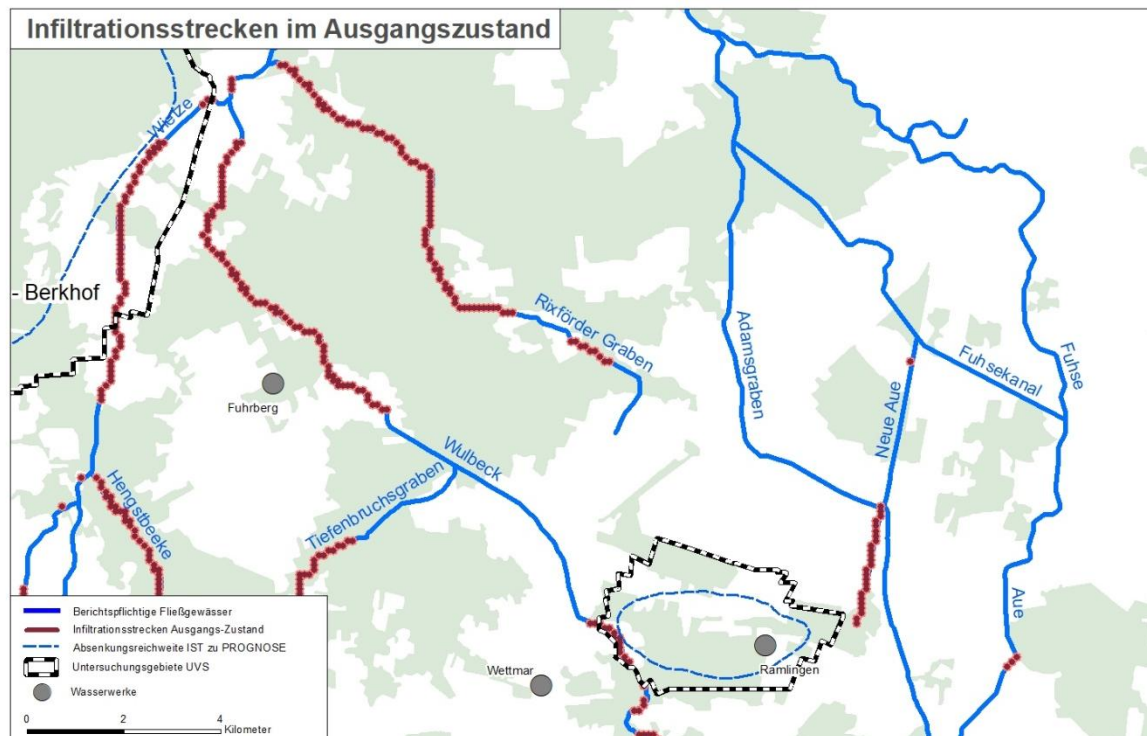 Infiltrationsstrecken im Ausgangszustand
Wietze
- Berkhof
Rixförder Graben
Adamsgraben
Fuhsekanal
Fuhse
Neue Aue
Fuhrberg
Wulbeck
Tiefenbruchsgraben
Hengstbeeke
Aue
Wettmar
Ramlingen
Berichtspflichtige Fließgewässer
Infiltrationsstrecken Ausgangs-Zustand
Absenkungsreichweite IST zu PROGNOSE
Untersuchungsgebiete UVS
Wasserwerke
0 2 4
Kilometer